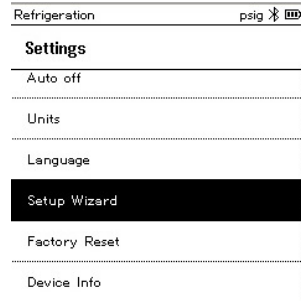 Refrigeration psig
Settings
Auto off
Units
Language
Setup Wizard
Factory Reset
Device Info